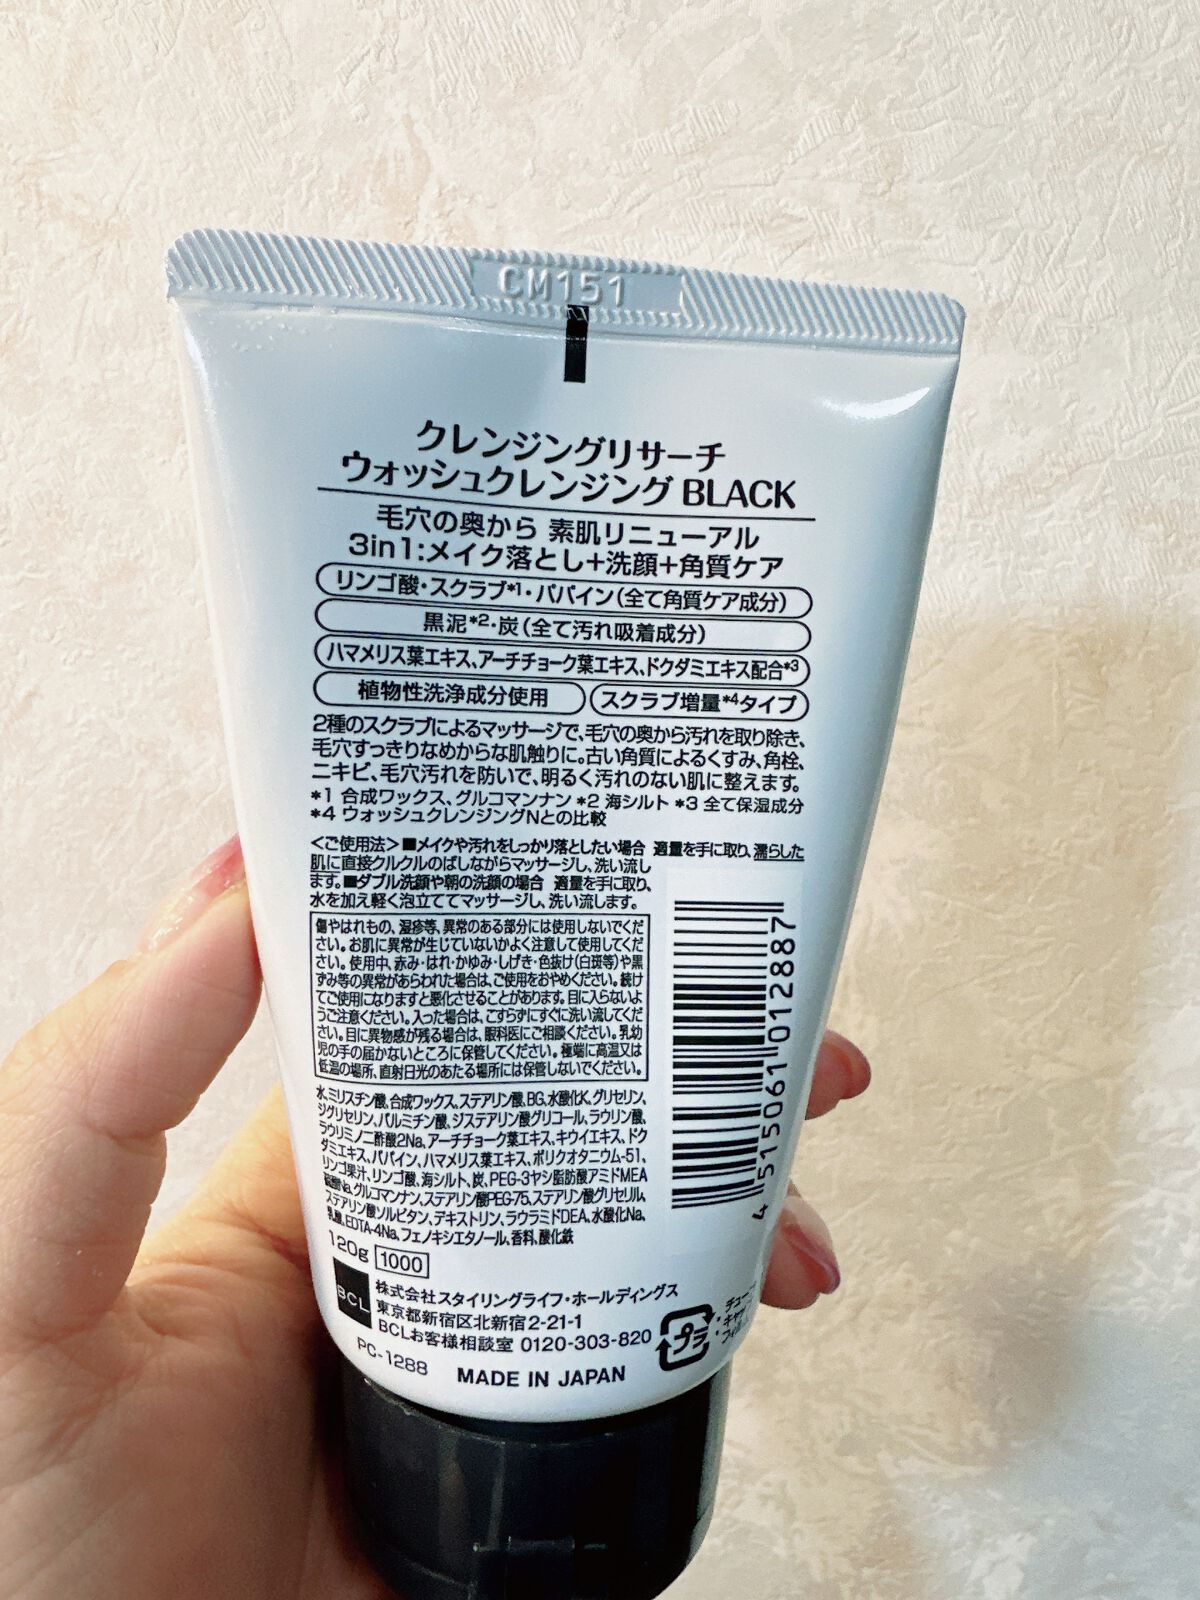 CM151
クレンジングリサーチ
ウォッシュクレンジング BLACK
毛穴の奥から 素肌リニューアル
3in1:メイク落とし+洗顔+角質ケア
リンゴ酸・スクラブ*1・パパイン(全て角質ケア成分)
黒泥*2・炭(全て汚れ吸着成分)
ハマメリス葉エキス、アーチチョーク葉エキス、ドクダミエキス配合*3
植物性洗浄成分使用 スクラブ増量*4タイプ
2種のスクラブによるマッサージで、毛穴の奥から汚れを取り除き、
毛穴すっきりなめからな肌触りに。古い角質によるくすみ、角栓、
ニキビ、毛穴汚れを防いで、明るく汚れのない肌に整えます。
*1 合成ワックス、グルコマンナン *2 海シルト *3 全て保湿成分
*4 ウォッシュクレンジングNとの比較
<ご使用法>■メイクや汚れをしっかり落としたい場合 適量を手に取り、濡らした
肌に直接クルクルのばしながらマッサージし、洗い流し
ます。■ダブル洗顔や朝の洗顔の場合 適量を手に取り、
水を加え軽く泡立ててマッサージし、洗い流します。
傷やはれもの、湿疹等、異常のある部分には使用しないでくだ
さい。お肌に異常が生じていないかよく注意して使用してくだ
さい。使用中、赤み・はれ・かゆみ・しげき・色抜け(白斑等)や黒
ずみ等の異常があらわれた場合は、ご使用をおやめください。続け
てご使用になりますと悪化させることがあります。目に入らないよ
うご注意ください。入った場合は、こすらずにすぐに洗い流してくだ
さい。目に異物感が残る場合は、眼科医にご相談ください。乳幼
児の手の届かないところに保管してください。極端に高温又は
低温の場所、直射日光のあたる場所には保管しないでください。
水、ミリスチン酸、合成ワックス、ステアリン酸、BG、水酸化K、グリセリン、
ジグリセリン、パルミチン酸、ジステアリン酸グリコール、ラウリン酸、
ラウリミノ二酢酸2Na、アーチチョーク葉エキス、キウイエキス、ドク
ダミエキス、パパイン、ハマメリス葉エキス、ポリクオタニウム-51、
リンゴ果汁、リンゴ酸、海シルト、炭、PEG-3ヤシ脂肪酸アミドMEA
硫酸Na、グルコマンナン、ステアリン酸PEG-75、ステアリン酸グリセリル、
ステアリン酸ソルビタン、デキストリン、ラウラミドDEA、水酸化Na、
乳酸、EDTA-4Na、フェノキシエタノール、香料、酸化鉄
120g 1000
BCL 株式会社スタイリングライフ・ホールディングス
東京都新宿区北新宿2-21-1
BCLお客様相談室 0120-303-820
PC-1288
MADE IN JAPAN
プラ
4 515061 012887